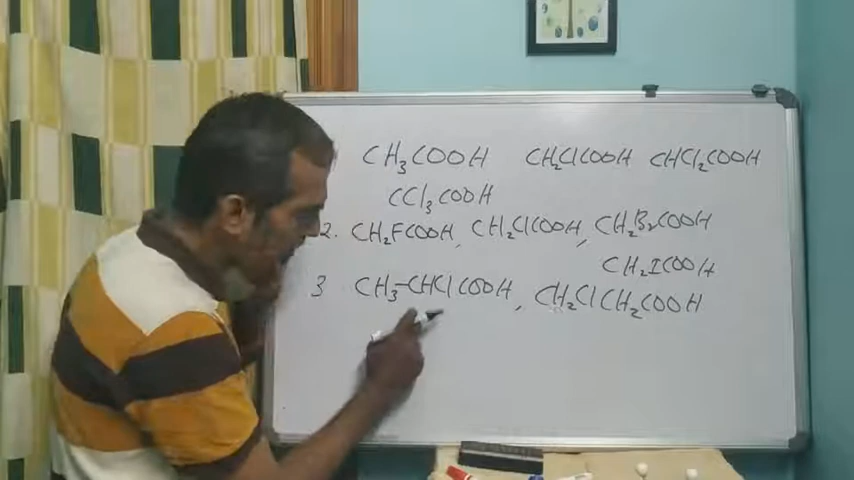 CH₃COOH CH₂ClCOOH CHCl₂COOH
CCl₃COOH
2. CH₂FCOOH, CH₂ClCOOH, CH₂BrCOOH
CH₂ICOOH
3 CH₃-CHClCOOH, CH₂ClCH₂COOH